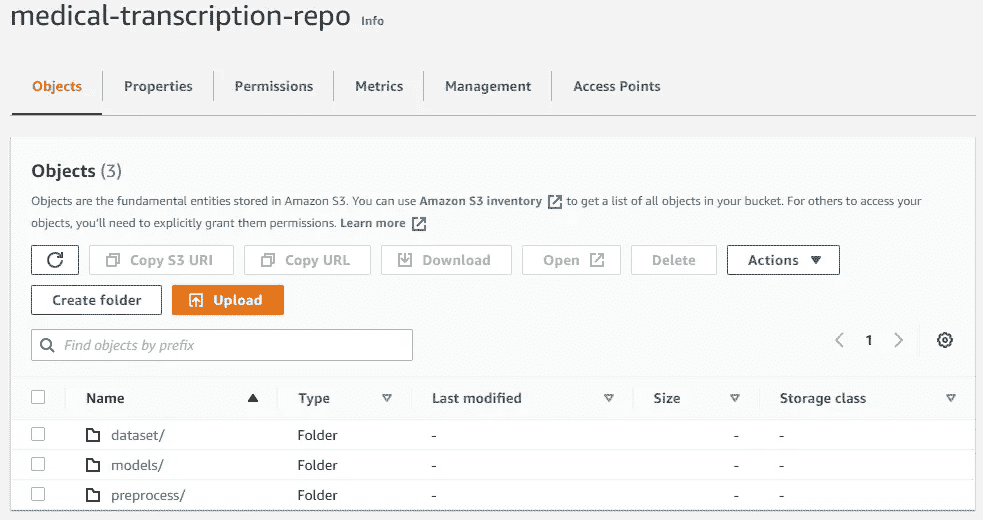 medical-transcription-repo Info
Objects Properties Permissions Metrics Management Access Points
Objects (3)
Objects are the fundamental entities stored in Amazon S3. You can use Amazon S3 inventory to get a list of all objects in your bucket. For others to access your
objects, you'll need to explicitly grant them permissions. Learn more
Copy S3 URI Copy URL Download Open Delete Actions
Create folder Upload
Find objects by prefix 1
Name Type Last modified Size Storage class
dataset/ Folder - - -
models/ Folder - - -
preprocess/ Folder - - -